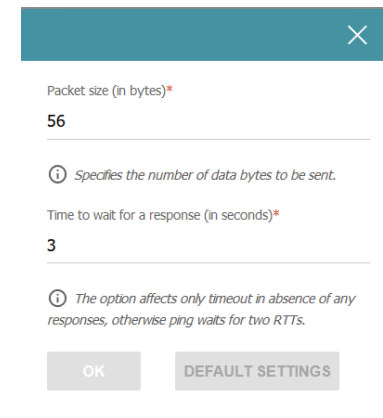 Packet size (in bytes)*
56
Specifies the number of data bytes to be sent.
Time to wait for a response (in seconds)*
3
The option affects only timeout in absence of any
responses, otherwise ping waits for two RTTs.
OK
DEFAULT SETTINGS